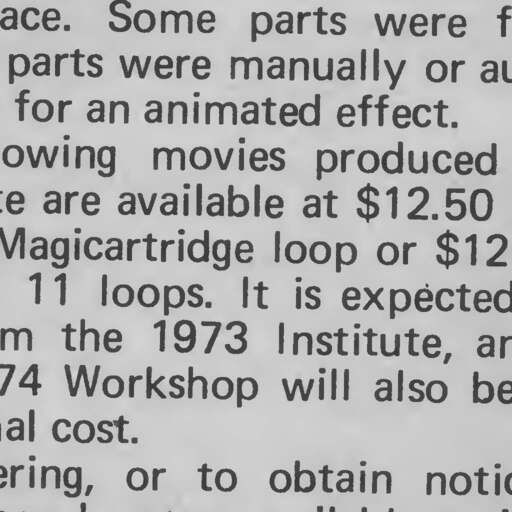 ace. Some parts were f
parts were manually or au
for an animated effect.
owing movies produced
te are available at $12.50
Magicartridge loop or $12
11 loops. It is expected
m the 1973 Institute, an
74 Workshop will also be
al cost.
ering, or to obtain notic